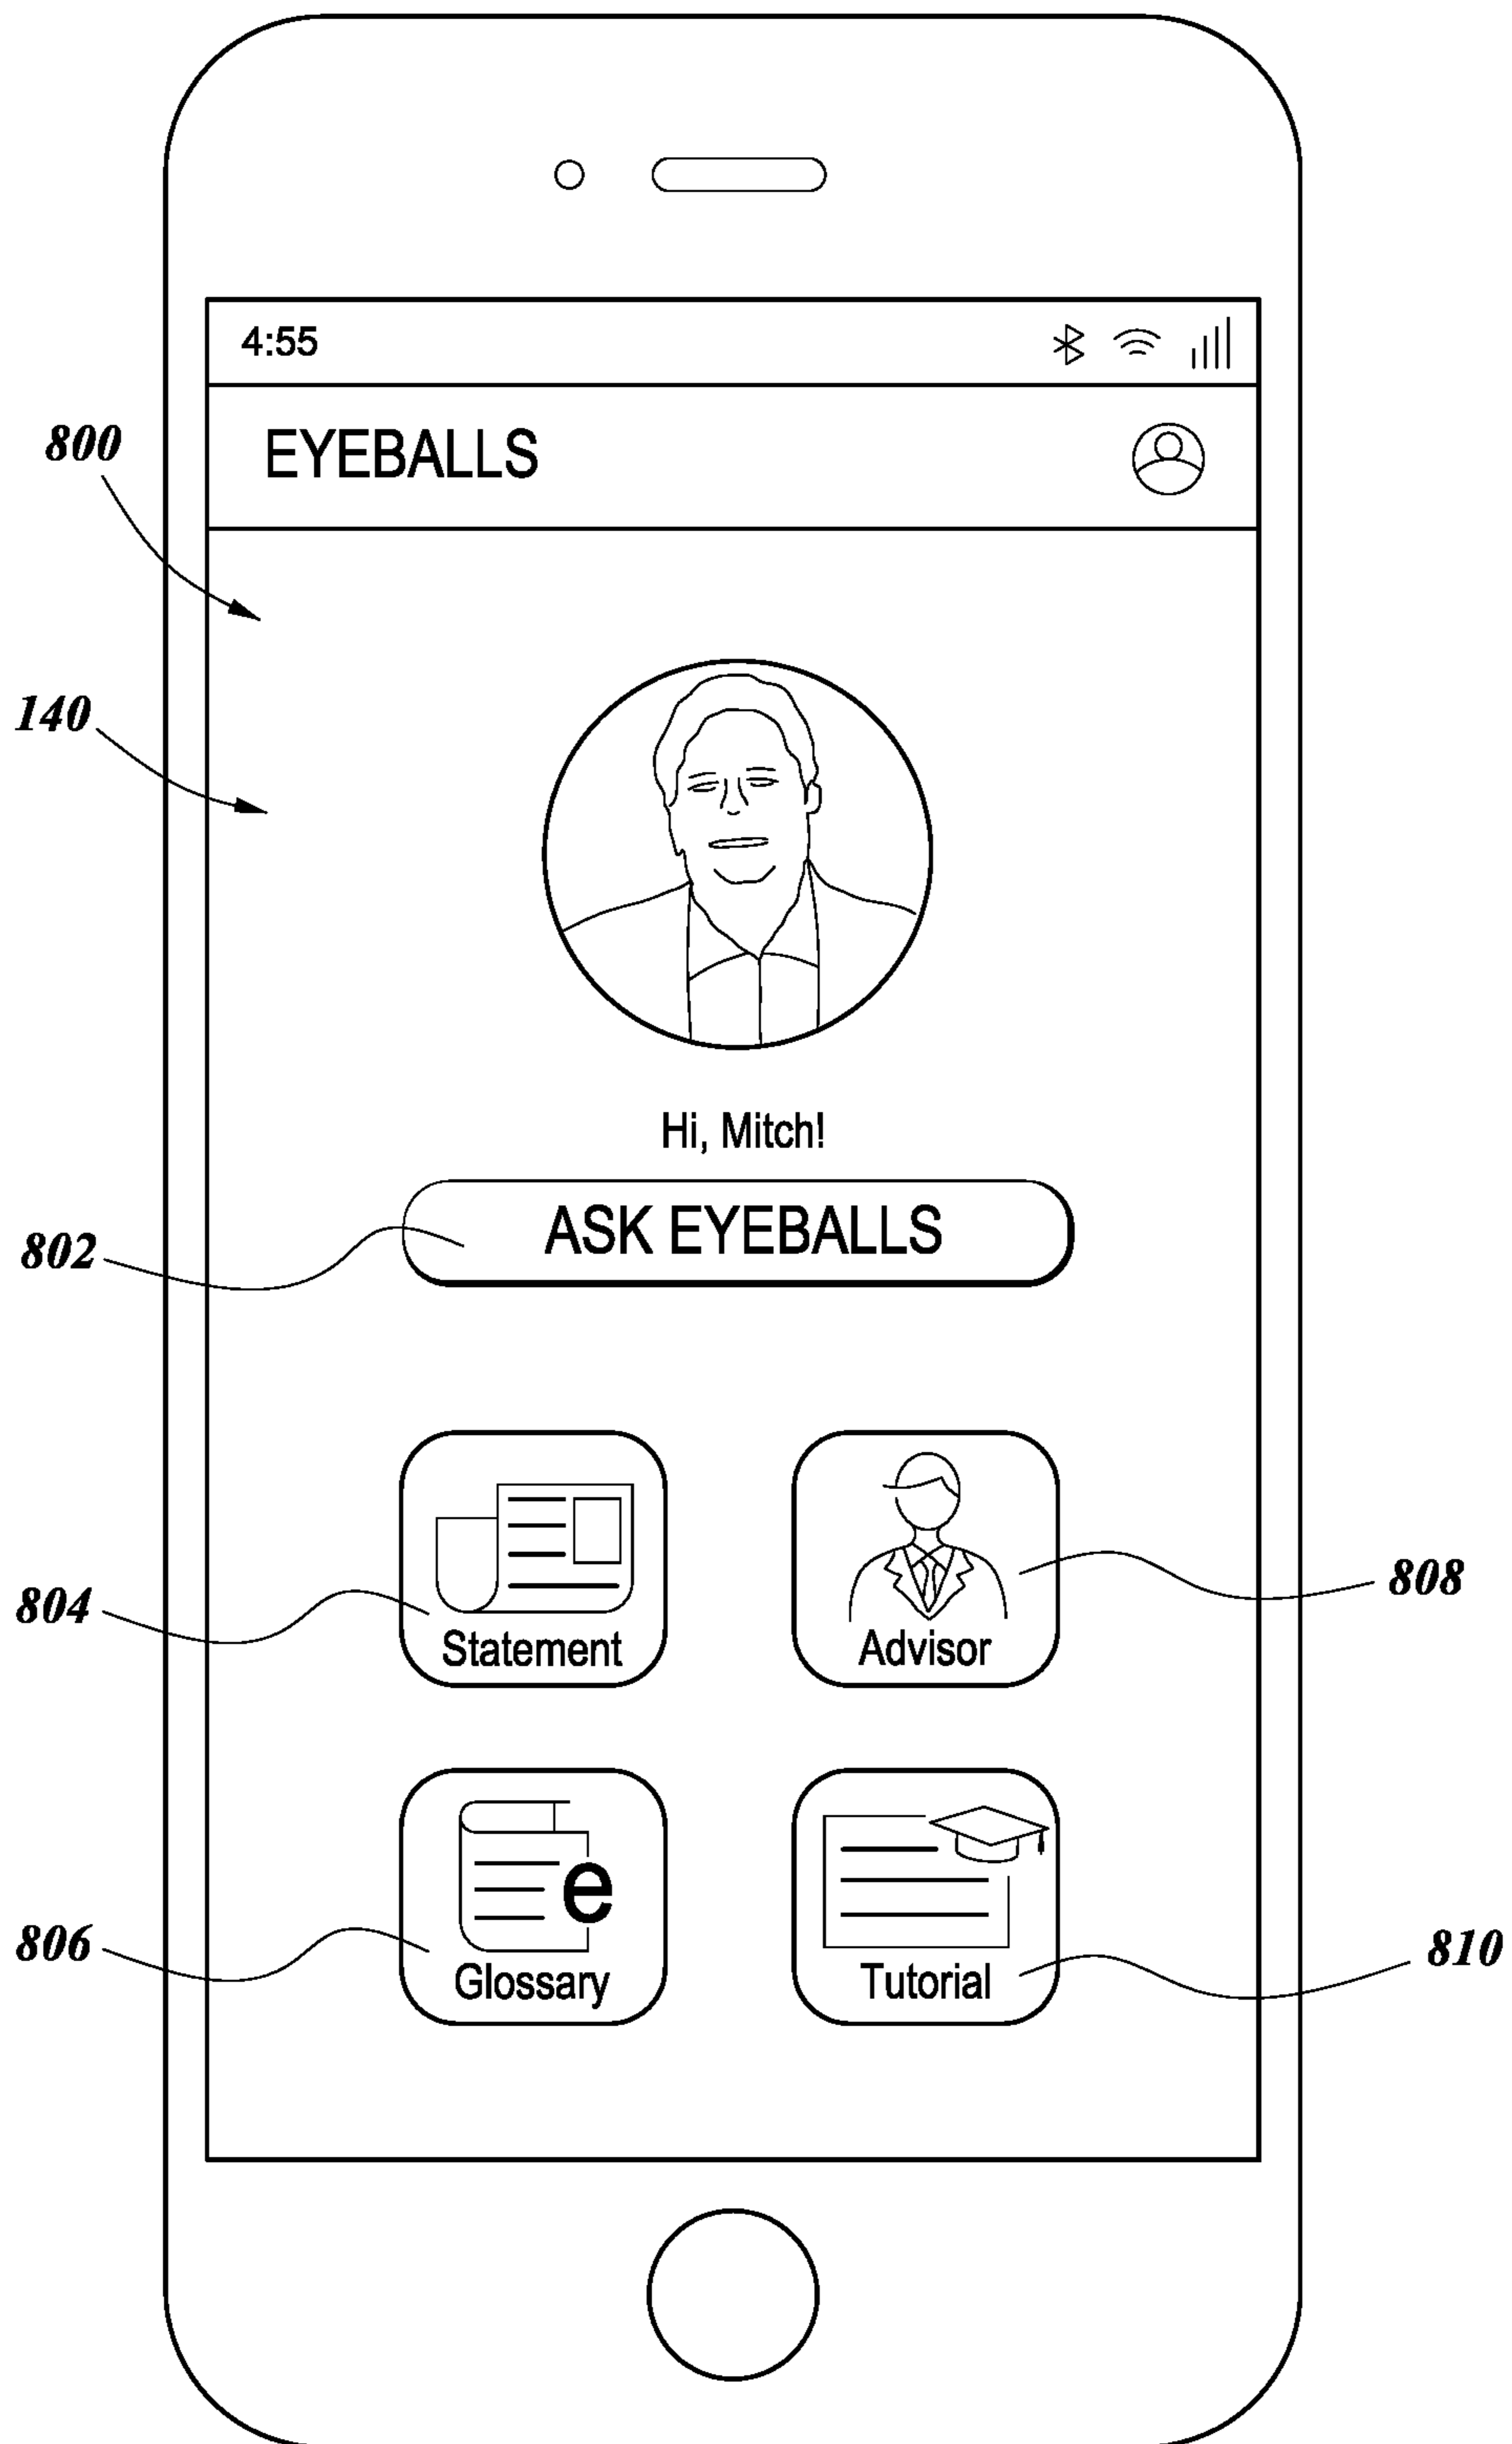 4:55
EYEBALLS
800
140
Hi, Mitch!
802
ASK EYEBALLS
804
Statement
Advisor
808
806
e
Glossary
Tutorial
810